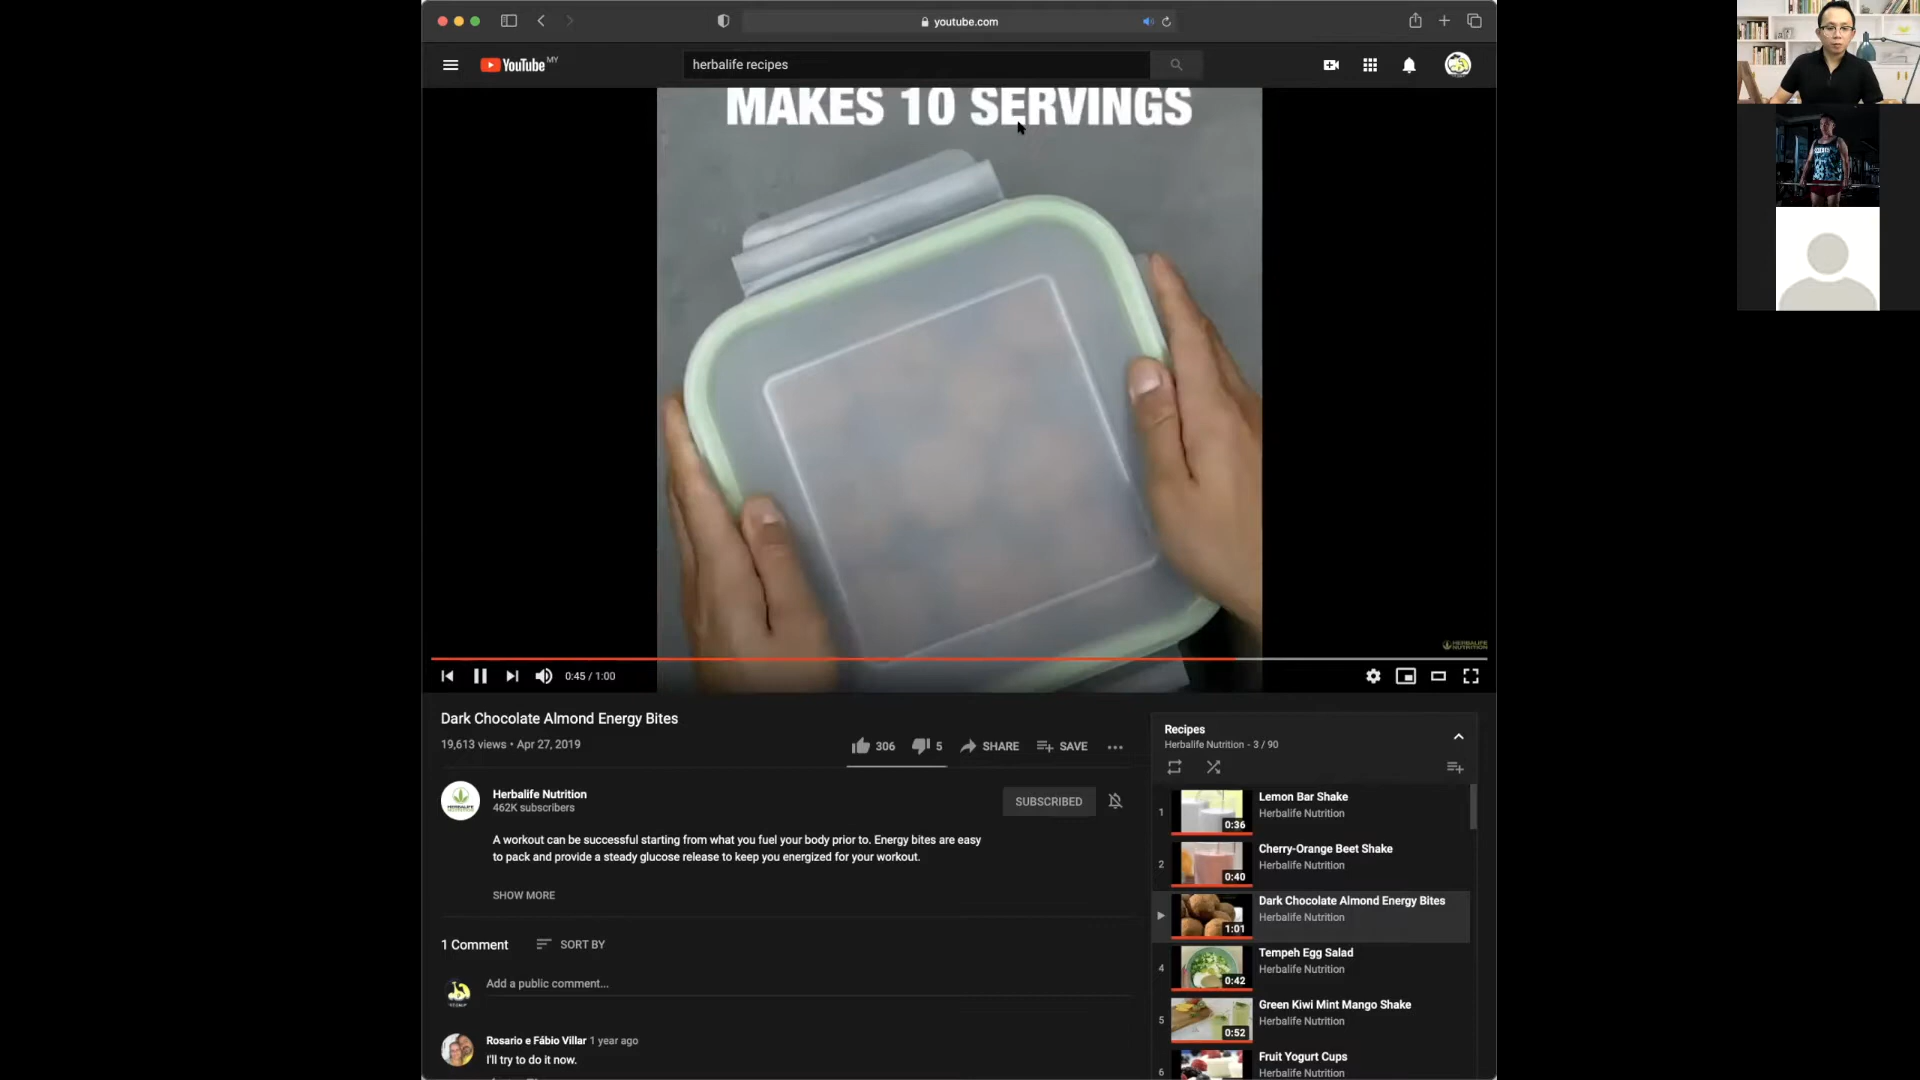 youtube.com
YouTube MY
herbalife recipes
MAKES 10 SERVINGS
HERBALIFE
NUTRITION
0:45 / 1:00
Dark Chocolate Almond Energy Bites
19,613 views • Apr 27, 2019
306
5
SHARE
SAVE
Herbalife Nutrition
462K subscribers
SUBSCRIBED
A workout can be successful starting from what you fuel your body prior to. Energy bites are easy
to pack and provide a steady glucose release to keep you energized for your workout.
SHOW MORE
1 Comment
SORT BY
Add a public comment...
Rosario e Fábio Villar 1 year ago
I'll try to do it now.
Recipes
Herbalife Nutrition - 3 / 90
1
0:36
Lemon Bar Shake
Herbalife Nutrition
2
0:40
Cherry-Orange Beet Shake
Herbalife Nutrition
1:01
Dark Chocolate Almond Energy Bites
Herbalife Nutrition
4
0:42
Tempeh Egg Salad
Herbalife Nutrition
5
0:52
Green Kiwi Mint Mango Shake
Herbalife Nutrition
6
Fruit Yogurt Cups
Herbalife Nutrition